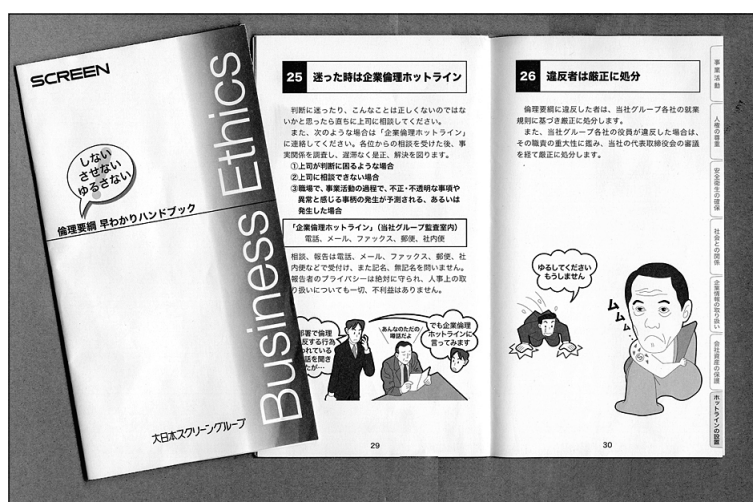 SCREEN
しない
させない
ゆるさない
倫理要綱 早わかりハンドブック
Business Ethics
大日本スクリーングループ
25 迷った時は企業倫理ホットライン
判断に迷ったり、こんなことは正しくないのではな
いかと思ったら直ちに上司に相談してください。
また、次のような場合は「企業倫理ホットライン」
に連絡してください。各位からの相談を受けた後、事
実関係を調査し、遅滞なく是正、解決を図ります。
①上司が判断に困るような場合
②上司に相談できない場合
③職場で、事業活動の過程で、不正・不透明な事項や
異常と感じる事柄の発生が予測される、あるいは
発生した場合
「企業倫理ホットライン」(当社グループ監査室内)
電話、メール、ファックス、郵便、社内便
相談、報告は電話、メール、ファックス、郵便、社
内便などで受付け、また記名、無記名を問いません。
報告者のプライバシーは絶対に守られ、人事上の取
り扱いについても一切、不利益はありません。
部署で倫理
反する行為
われている
話を聞き
たが…
あんなのただの
噂話だよ
でも企業倫理
ホットラインに
言ってみます
29
26 違反者は厳正に処分
倫理要綱に違反した者は、当社グループ各社の就業
規則に基づき厳正に処分します。
また、当社グループ各社の役員が違反した場合は、
その職責の重大性に鑑み、当社の代表取締役会の審議
を経て厳正に処分します。
ゆるしてください
もうしません
ムムム…
30
事業活動
人権の尊重
安全衛生の確保
社会との関係
企業情報の取り扱い
会社資産の保護
ホットラインの設置